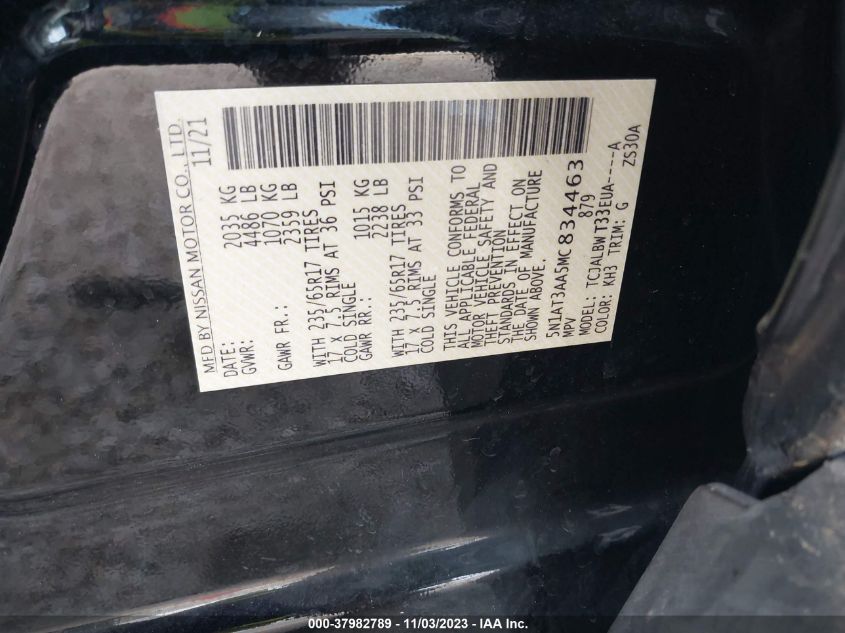 MFD BY NISSAN MOTOR CO., LTD.
DATE: 11/21
GVWR: 2035 KG
4486 LB
GAWR FR.: 1070 KG
2359 LB
WITH 235/65R17 TIRES
17 X 7.5 RIMS AT 36 PSI
COLD SINGLE
GAWR RR.: 1015 KG
2238 LB
WITH 235/65R17 TIRES
17 X 7.5 RIMS AT 33 PSI
COLD SINGLE
THIS VEHICLE CONFORMS TO
ALL APPLICABLE FEDERAL
MOTOR VEHICLE SAFETY AND
THEFT PREVENTION
STANDARDS IN EFFECT ON
THE DATE OF MANUFACTURE
SHOWN ABOVE.
5N1AT3AA5MC834463
MPV 879
MODEL: TCJALBWT33EUA----A
COLOR: KH3 TRIM: G ZS30A
000-37982789 - 11/03/2023 - IAA Inc.